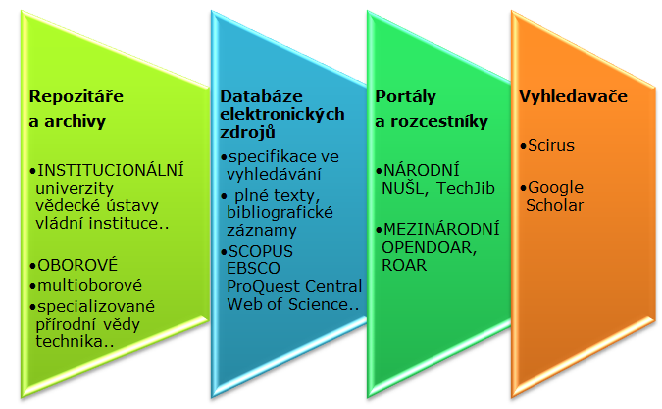 Repozitáře
a archivy
•INSTITUCIONÁLNÍ
univerzity
vědecké ústavy
vládní instituce..
•OBOROVÉ
•multioborové
•specializované
přírodní vědy
technika..
Databáze
elektronických
zdrojů
•specifikace ve
vyhledávání
• plné texty,
bibliografické
záznamy
•SCOPUS
EBSCO
ProQuest Central
Web of Science..
Portály
a rozcestníky
•NÁRODNÍ
NUŠL, TechJib
•MEZINÁRODNÍ
OPENDOAR,
ROAR
Vyhledavače
•Scirus
•Google
Scholar